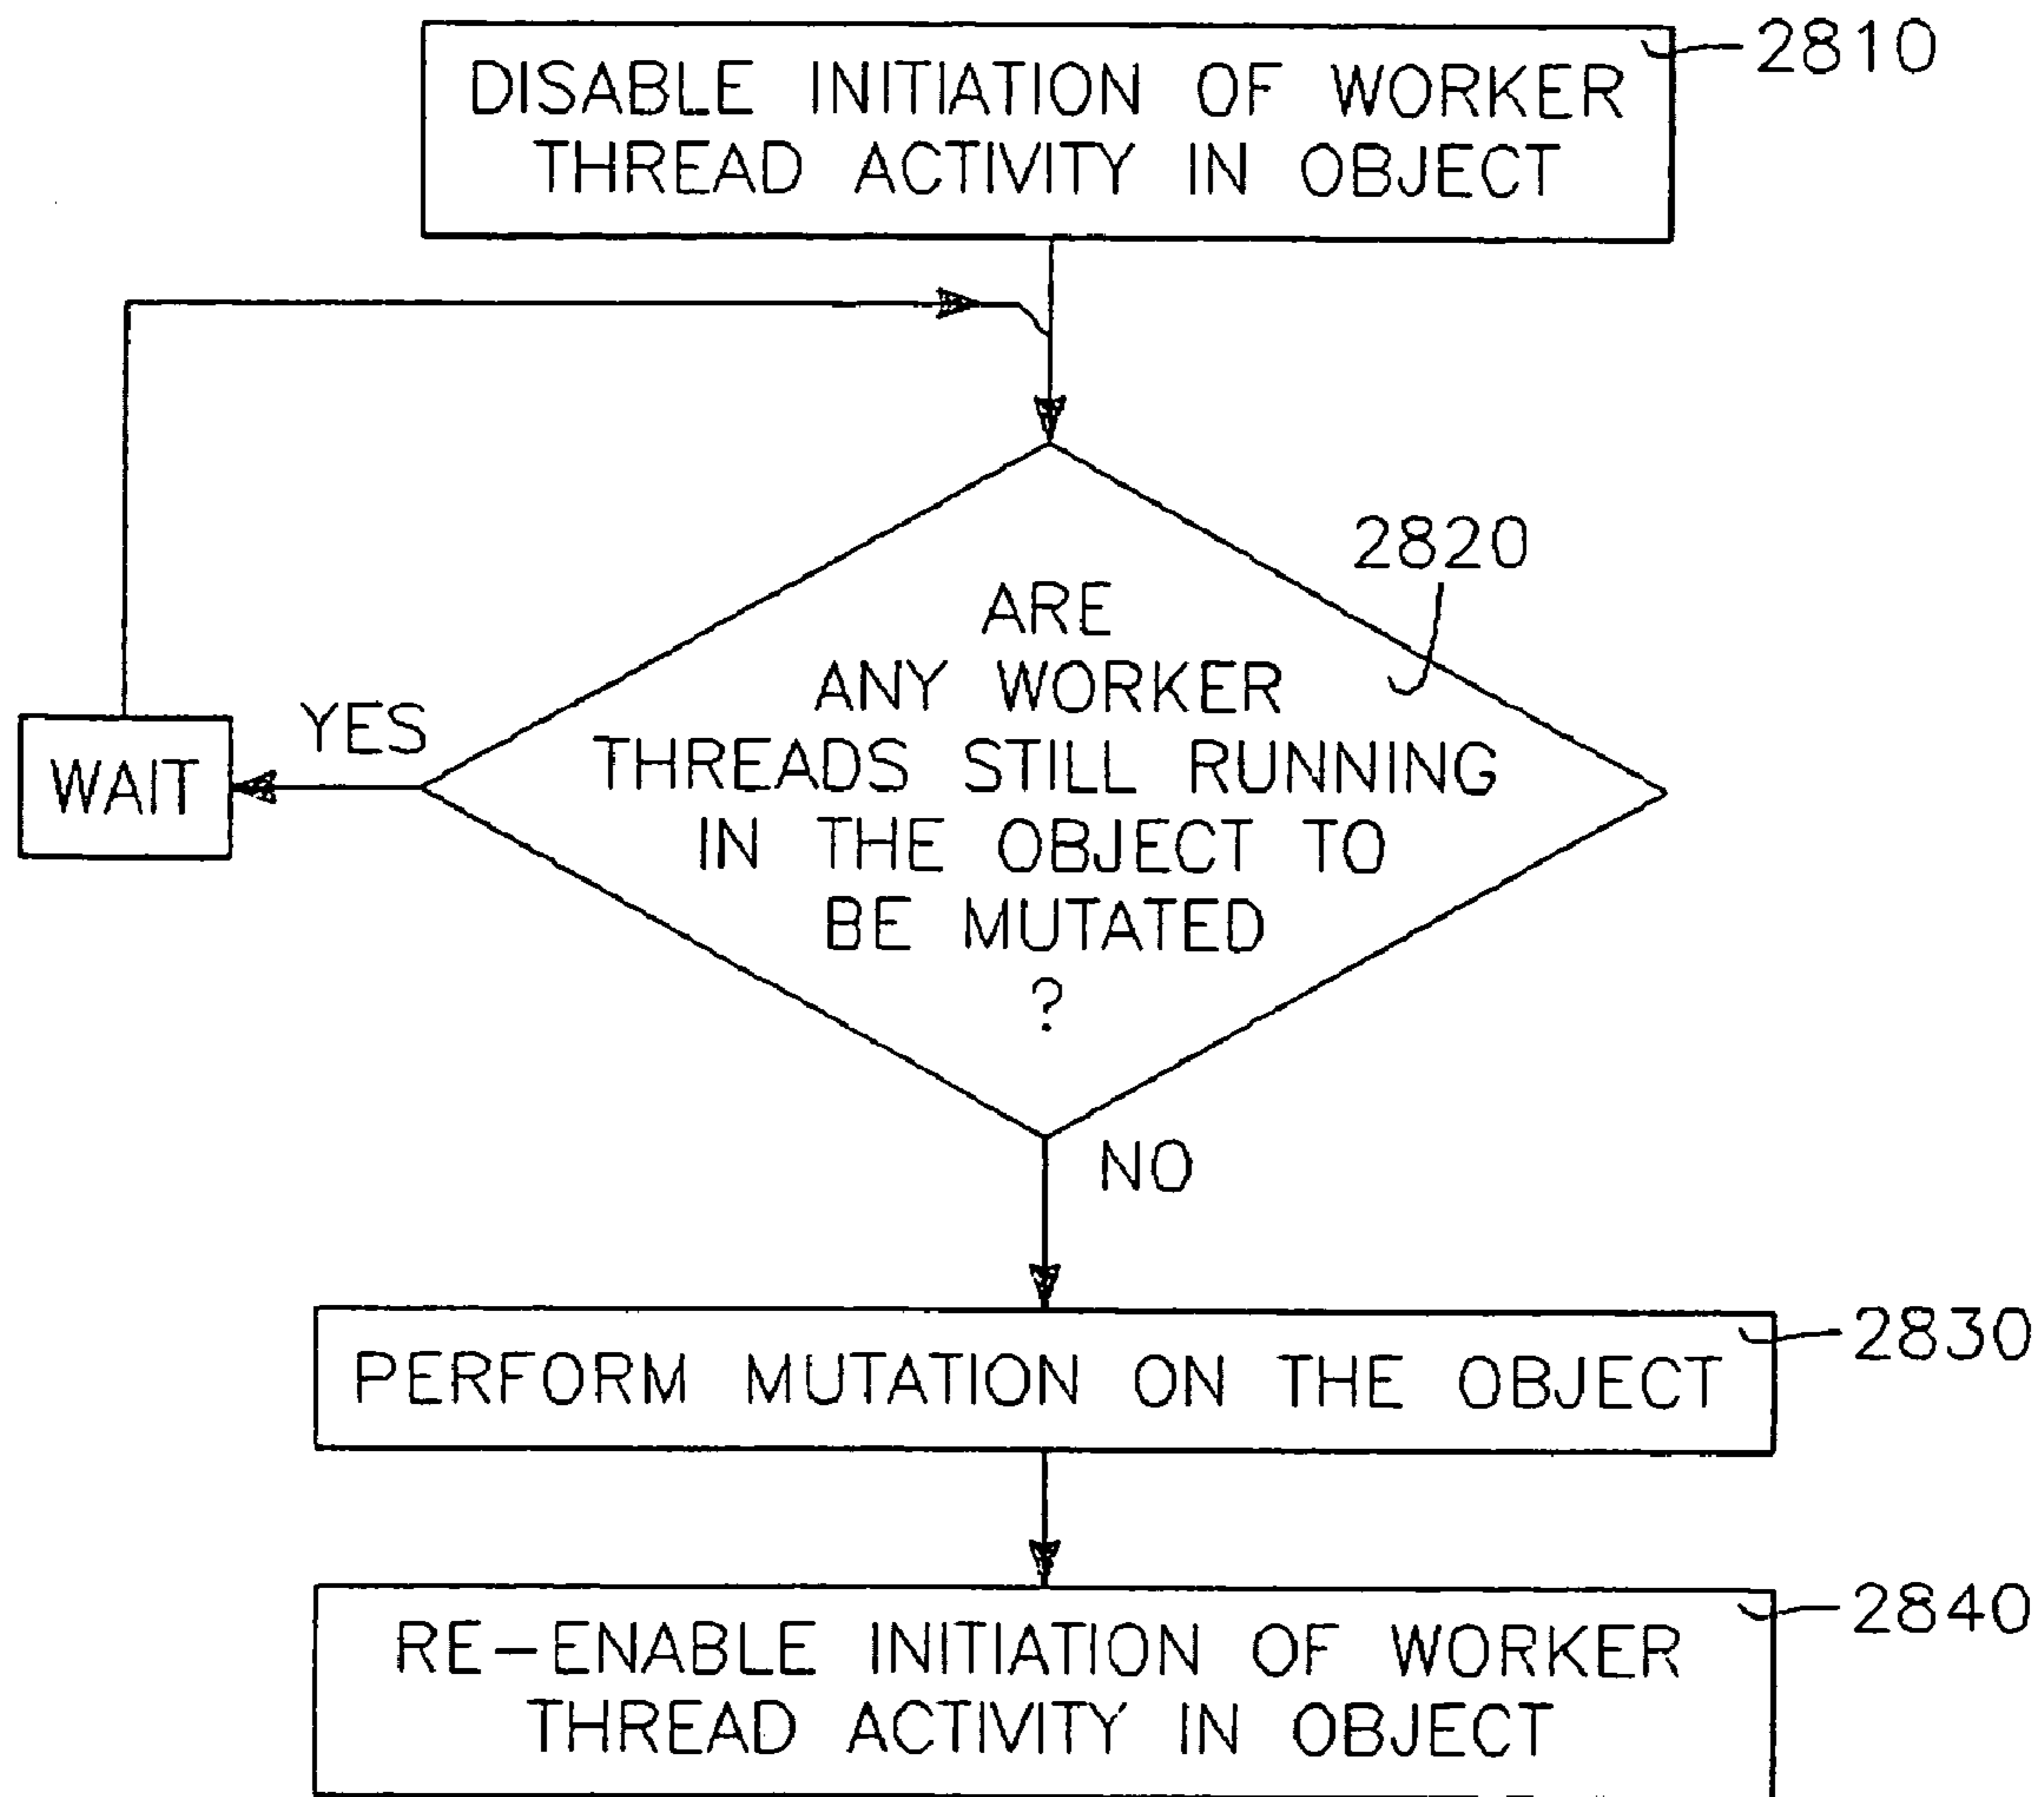 2810
DISABLE INITIATION OF WORKER
THREAD ACTIVITY IN OBJECT
2820
ARE
ANY WORKER
THREADS STILL RUNNING
IN THE OBJECT TO
BE MUTATED
?
YES
WAIT
NO
2830
PERFORM MUTATION ON THE OBJECT
2840
RE-ENABLE INITIATION OF WORKER
THREAD ACTIVITY IN OBJECT